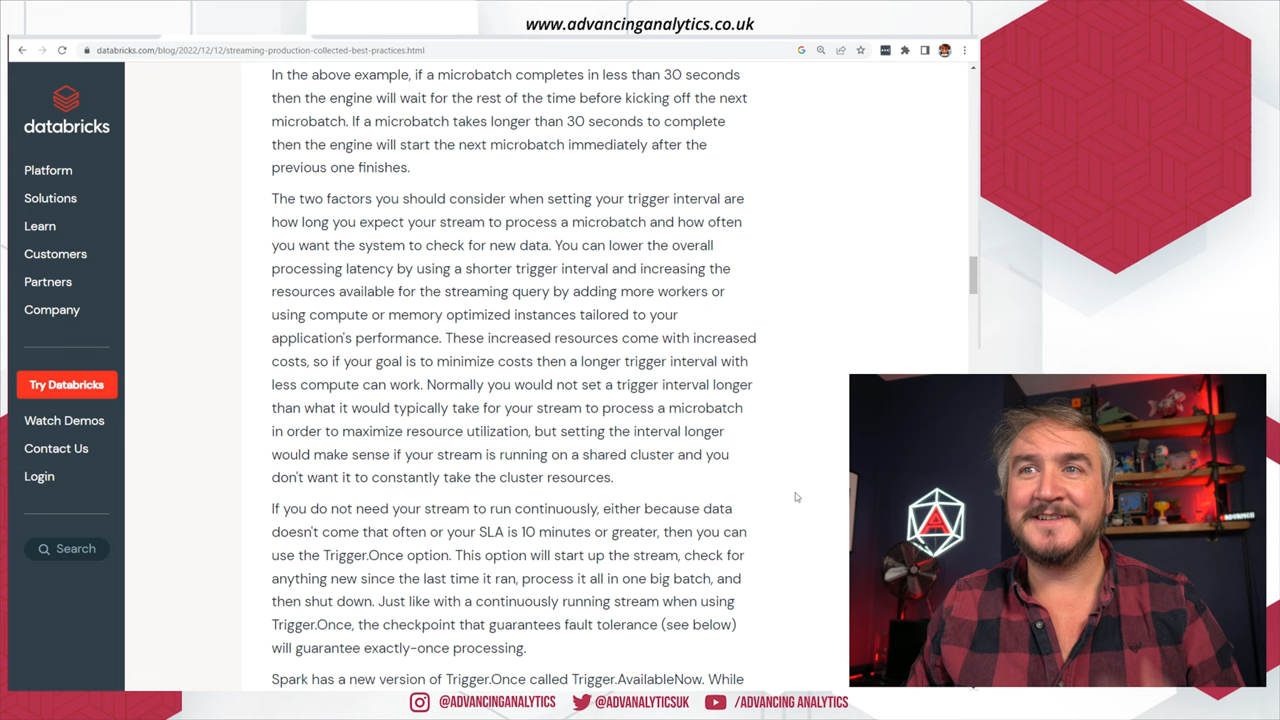 www.advancinganalytics.co.uk
databricks.com/blog/2022/12/12/streaming-production-collected-best-practices.html
databricks
Platform
Solutions
Learn
Customers
Partners
Company
Try Databricks
Watch Demos
Contact Us
Login
Search
In the above example, if a microbatch completes in less than 30 seconds
then the engine will wait for the rest of the time before kicking off the next
microbatch. If a microbatch takes longer than 30 seconds to complete
then the engine will start the next microbatch immediately after the
previous one finishes.
The two factors you should consider when setting your trigger interval are
how long you expect your stream to process a microbatch and how often
you want the system to check for new data. You can lower the overall
processing latency by using a shorter trigger interval and increasing the
resources available for the streaming query by adding more workers or
using compute or memory optimized instances tailored to your
application's performance. These increased resources come with increased
costs, so if your goal is to minimize costs then a longer trigger interval with
less compute can work. Normally you would not set a trigger interval longer
than what it would typically take for your stream to process a microbatch
in order to maximize resource utilization, but setting the interval longer
would make sense if your stream is running on a shared cluster and you
don't want it to constantly take the cluster resources.
If you do not need your stream to run continuously, either because data
doesn't come that often or your SLA is 10 minutes or greater, then you can
use the Trigger.Once option. This option will start up the stream, check for
anything new since the last time it ran, process it all in one big batch, and
then shut down. Just like with a continuously running stream when using
Trigger.Once, the checkpoint that guarantees fault tolerance (see below)
will guarantee exactly-once processing.
Spark has a new version of Trigger.Once called Trigger.AvailableNow. While
A
@ADVANCINGANALYTICS
@ADVANALYTICSUK
/ADVANCING ANALYTICS